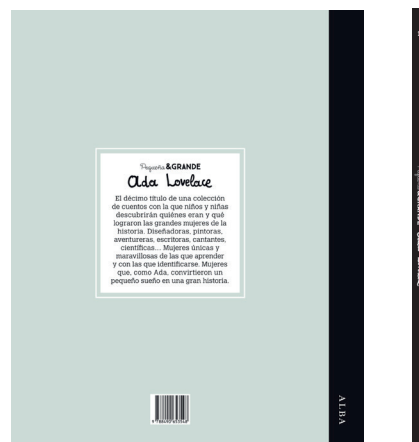 Pequeña &GRANDE
Ada Lovelace
El décimo título de una colección
de cuentos con la que niños y niñas
descubrirán quiénes eran y qué
lograron las grandes mujeres de la
historia. Diseñadoras, pintoras,
aventureras, escritoras, cantantes,
científicas... Mujeres únicas y
maravillosas de las que aprender
y con las que identificarse. Mujeres
que, como Ada, convirtieron un
pequeño sueño en una gran historia.
ALBA